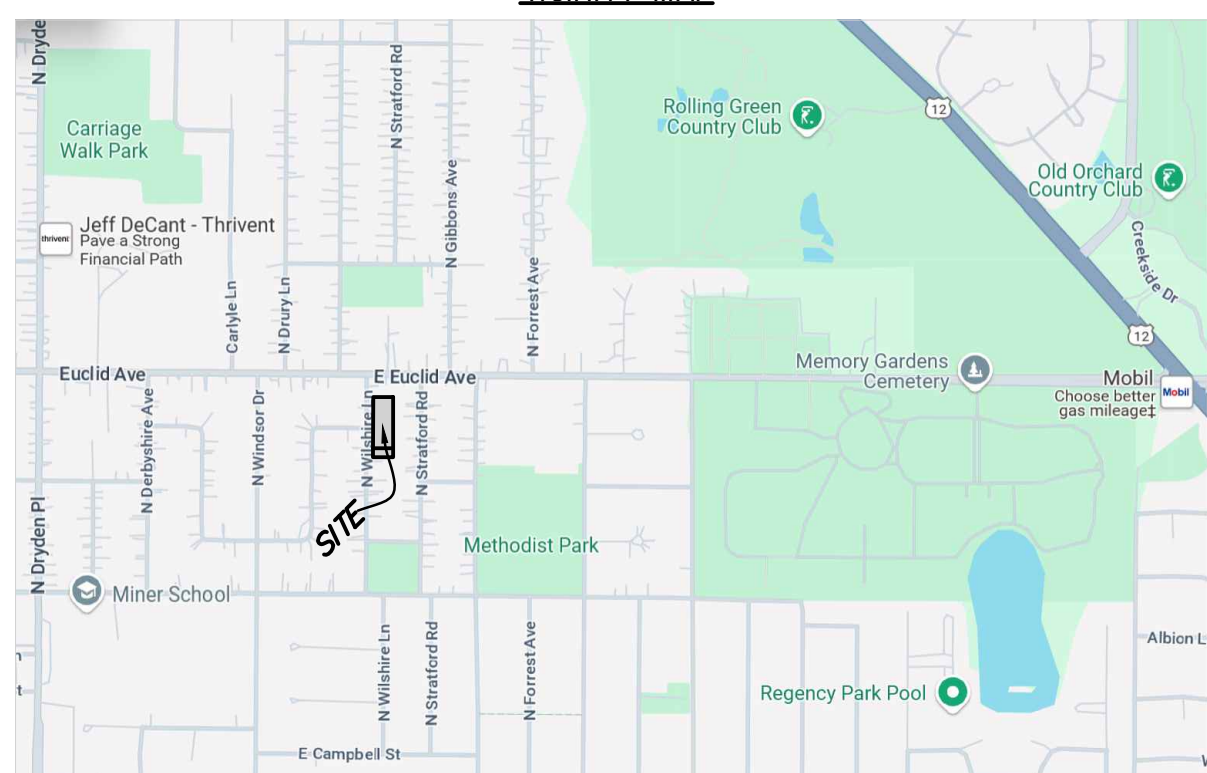 N Dryde
N Stratford Rd
Rolling Green
Country Club
12
Carriage
Walk Park
N Gibbons Ave
Old Orchard
Country Club
thrivent
Jeff DeCant - Thrivent
Pave a Strong
Financial Path
Creekside Dr
Carlyle Ln
N Drury Ln
N Forrest Ave
12
Euclid Ave
E Euclid Ave
Memory Gardens
Cemetery
Mobil
Choose better
gas mileage‡
Mobil
N Derbyshire Ave
N Windsor Dr
N Wilshire Ln
N Stratford Rd
SITE
N Dryden Pl
Methodist Park
Miner School
N Wilshire Ln
N Stratford Rd
N Forrest Ave
Albion L
Regency Park Pool
E Campbell St